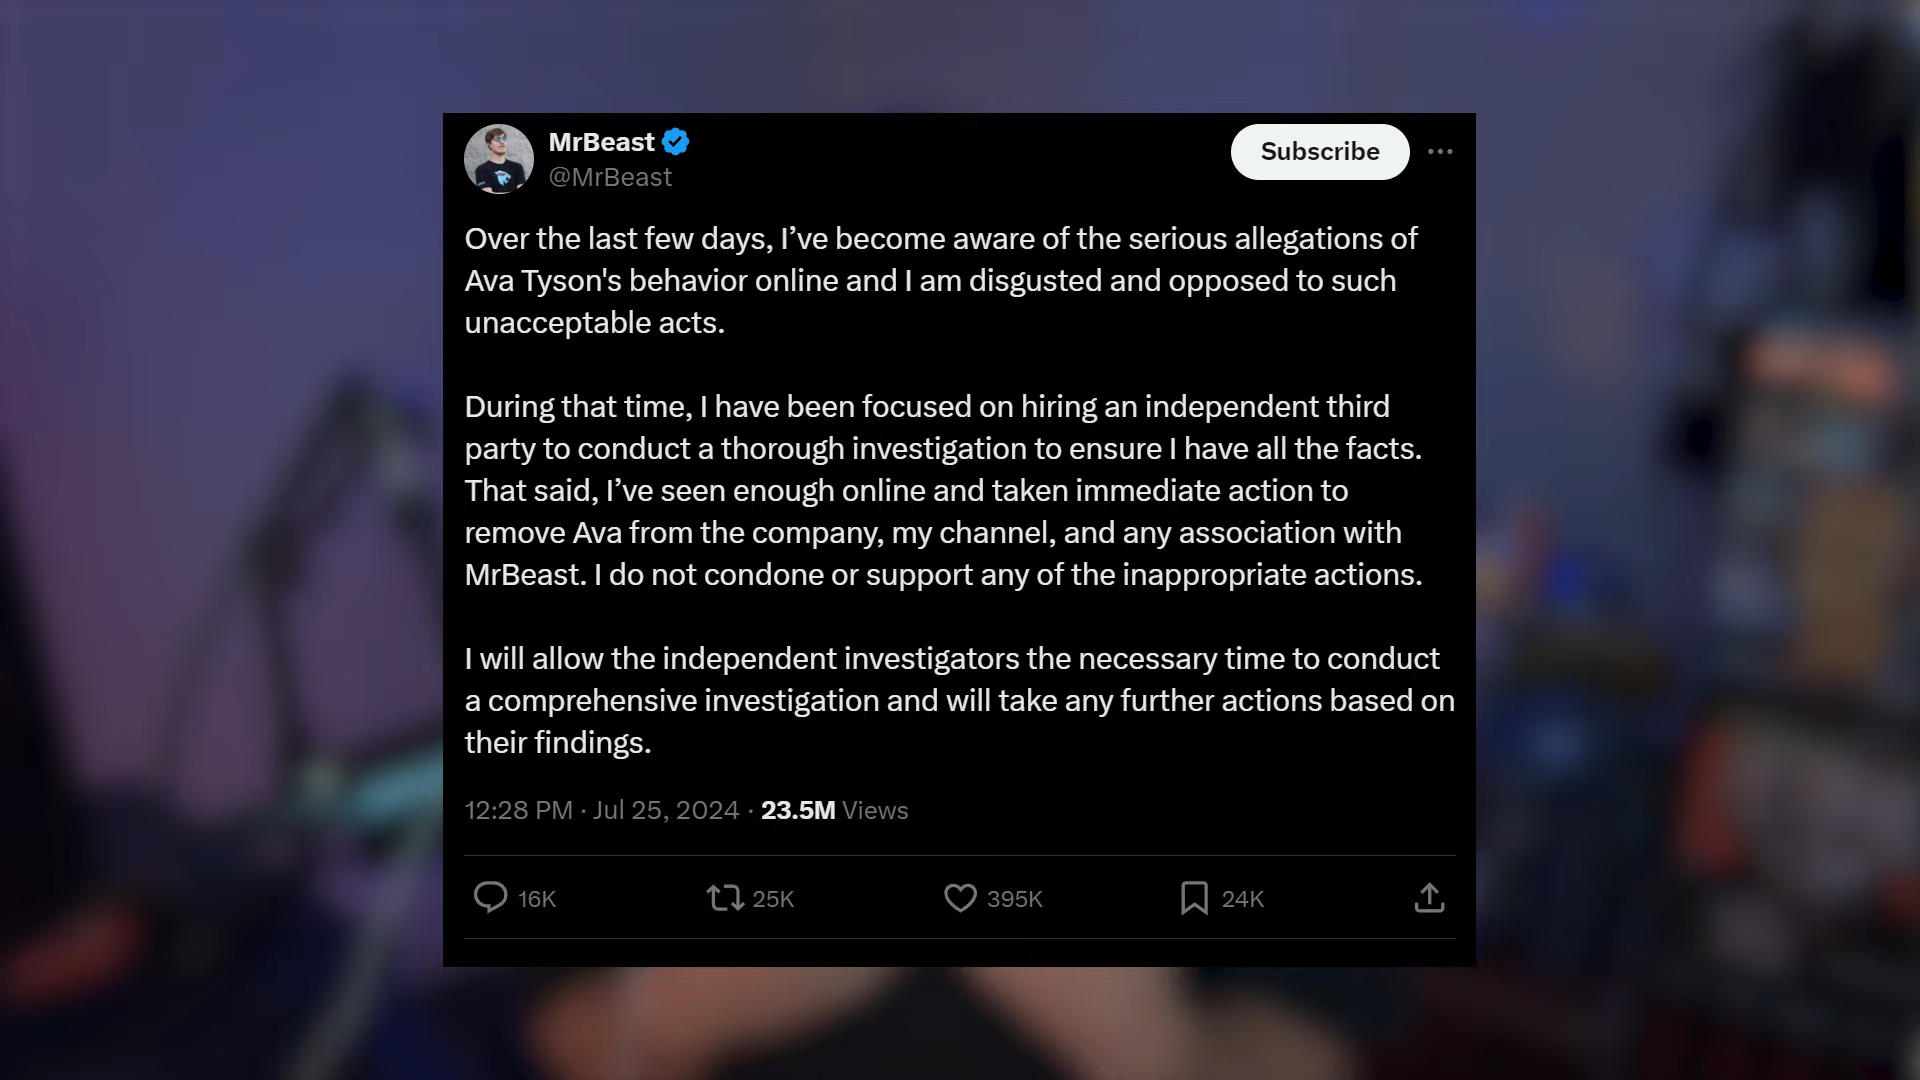 MrBeast
@MrBeast
Subscribe
Over the last few days, I’ve become aware of the serious allegations of
Ava Tyson's behavior online and I am disgusted and opposed to such
unacceptable acts.
During that time, I have been focused on hiring an independent third
party to conduct a thorough investigation to ensure I have all the facts.
That said, I’ve seen enough online and taken immediate action to
remove Ava from the company, my channel, and any association with
MrBeast. I do not condone or support any of the inappropriate actions.
I will allow the independent investigators the necessary time to conduct
a comprehensive investigation and will take any further actions based on
their findings.
12:28 PM · Jul 25, 2024 · 23.5M Views
16K 25K 395K 24K